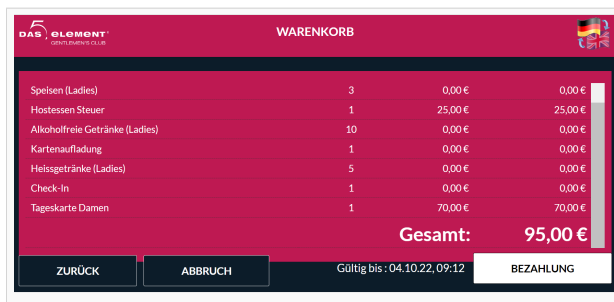 DAS 5. ELEMENT
GENTLEMEN'S CLUB
WARENKORB
Speisen (Ladies) 3 0,00 € 0,00 €
Hostessen Steuer 1 25,00 € 25,00 €
Alkoholfreie Getränke (Ladies) 10 0,00 € 0,00 €
Kartenaufladung 1 0,00 € 0,00 €
Heissgetränke (Ladies) 5 0,00 € 0,00 €
Check-In 1 0,00 € 0,00 €
Tageskarte Damen 1 70,00 € 70,00 €
Gesamt: 95,00 €
ZURÜCK ABBRUCH Gültig bis : 04.10.22, 09:12 BEZAHLUNG